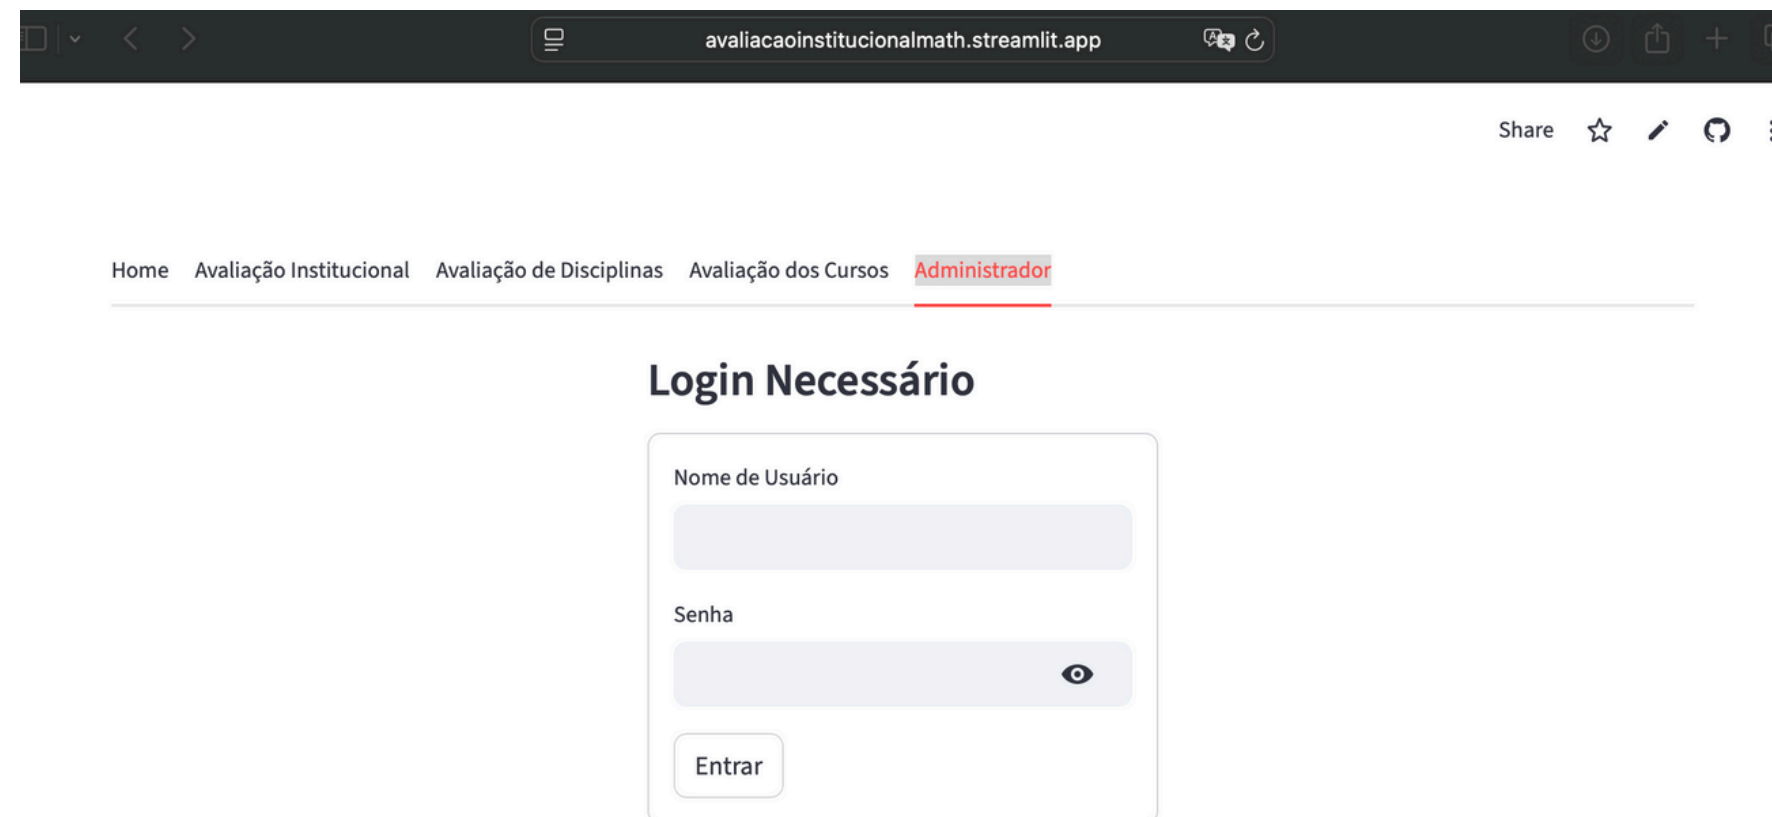 avaliacaoinstitucionalmath.streamlit.app
Share
Home Avaliação Institucional Avaliação de Disciplinas Avaliação dos Cursos Administrador
Login Necessário
Nome de Usuário
Senha
Entrar